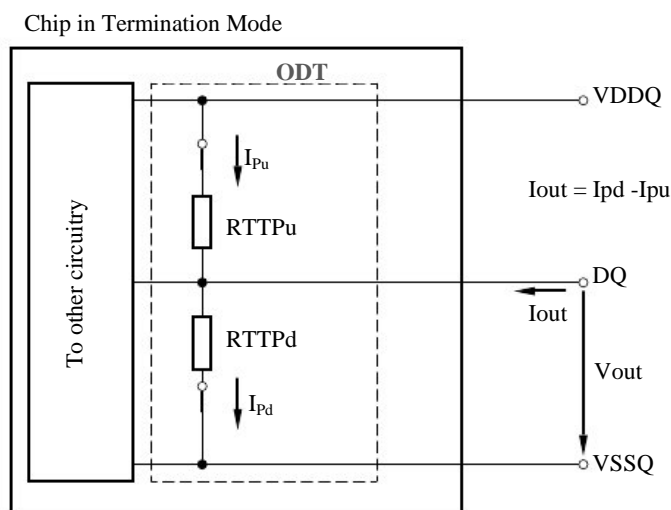 Chip in Termination Mode
ODT
VDDQ
IPu
Iout = Ipd -Ipu
RTTPu
To other circuitry
DQ
Iout
RTTPd
Vout
IPd
VSSQ